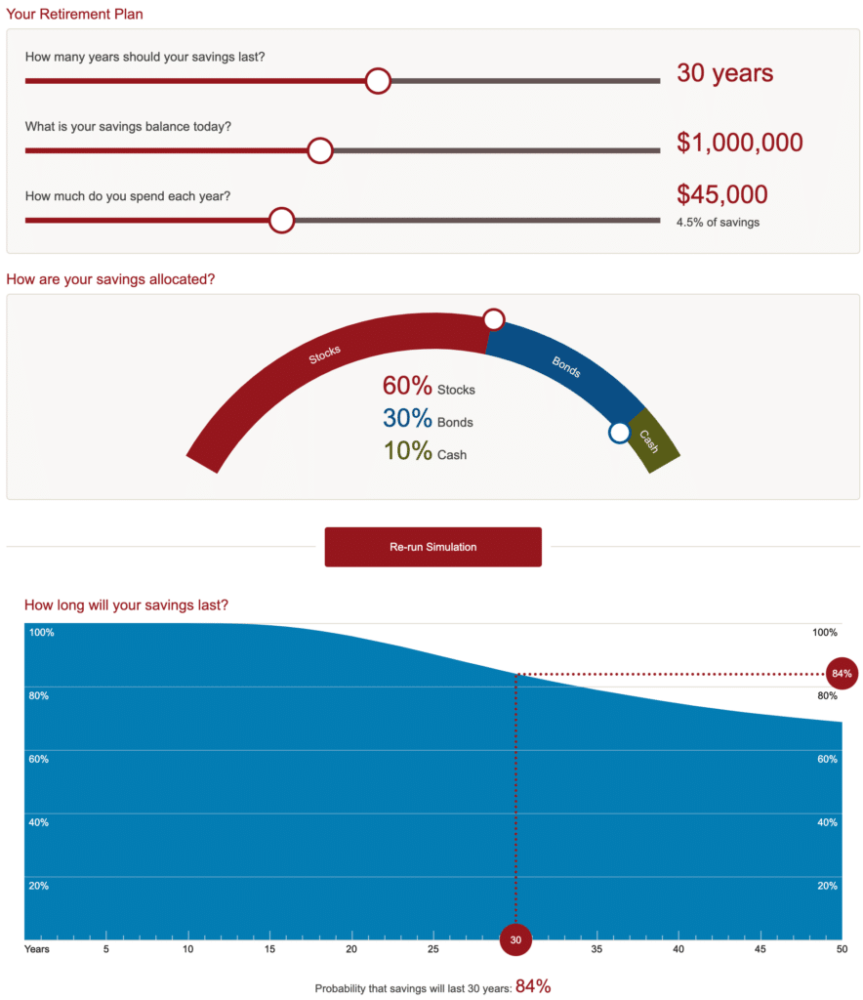 Your Retirement Plan
How many years should your savings last?
30 years
What is your savings balance today?
$1,000,000
How much do you spend each year?
$45,000
4.5% of savings
How are your savings allocated?
Stocks
Bonds
Cash
60% Stocks
30% Bonds
10% Cash
Re-run Simulation
How long will your savings last?
100% 100%
84%
80% 80%
60% 60%
40% 40%
20% 20%
Years 5 10 15 20 25 30 35 40 45 50
Probability that savings will last 30 years: 84%